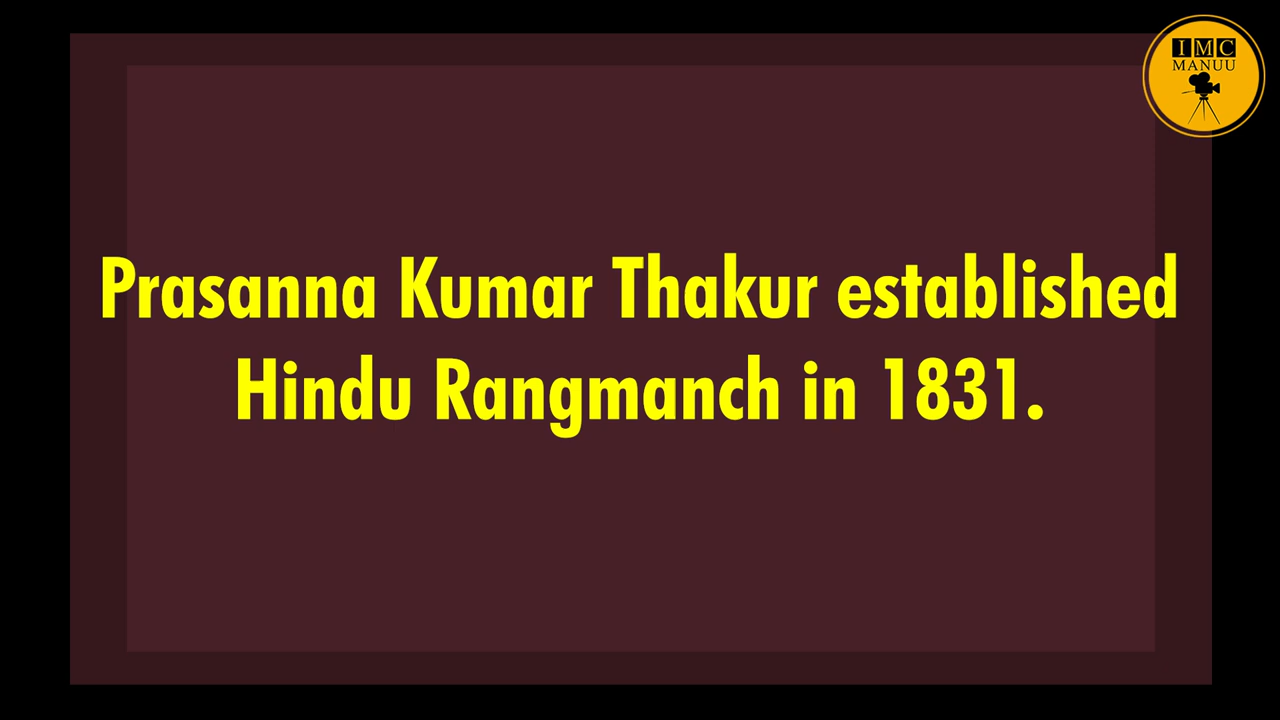 IMC
MANUU
Prasanna Kumar Thakur established
Hindu Rangmanch in 1831.